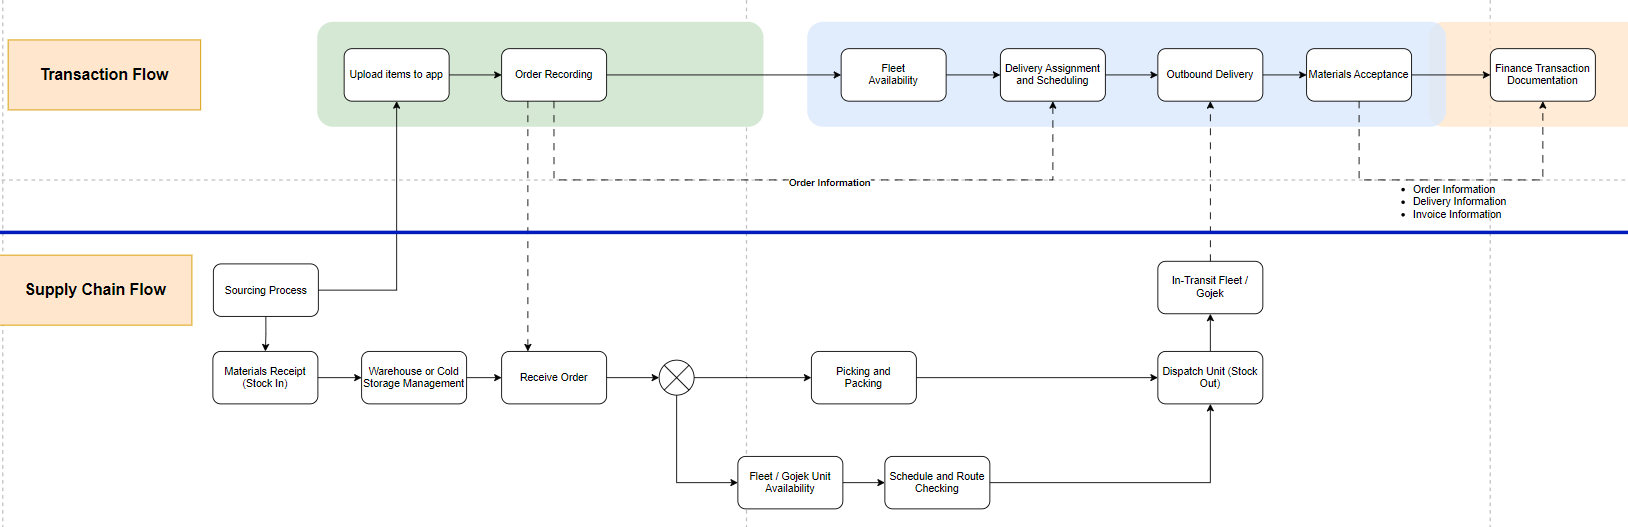 Transaction Flow
Upload items to app
Order Recording
Fleet
Availability
Delivery Assignment
and Scheduling
Outbound Delivery
Materials Acceptance
Finance Transaction
Documentation
Order Information
• Order Information
• Delivery Information
• Invoice Information
Supply Chain Flow
Sourcing Process
In-Transit Fleet /
Gojek
Materials Receipt
(Stock In)
Warehouse or Cold
Storage Management
Receive Order
Picking and
Packing
Dispatch Unit (Stock
Out)
Fleet / Gojek Unit
Availability
Schedule and Route
Checking